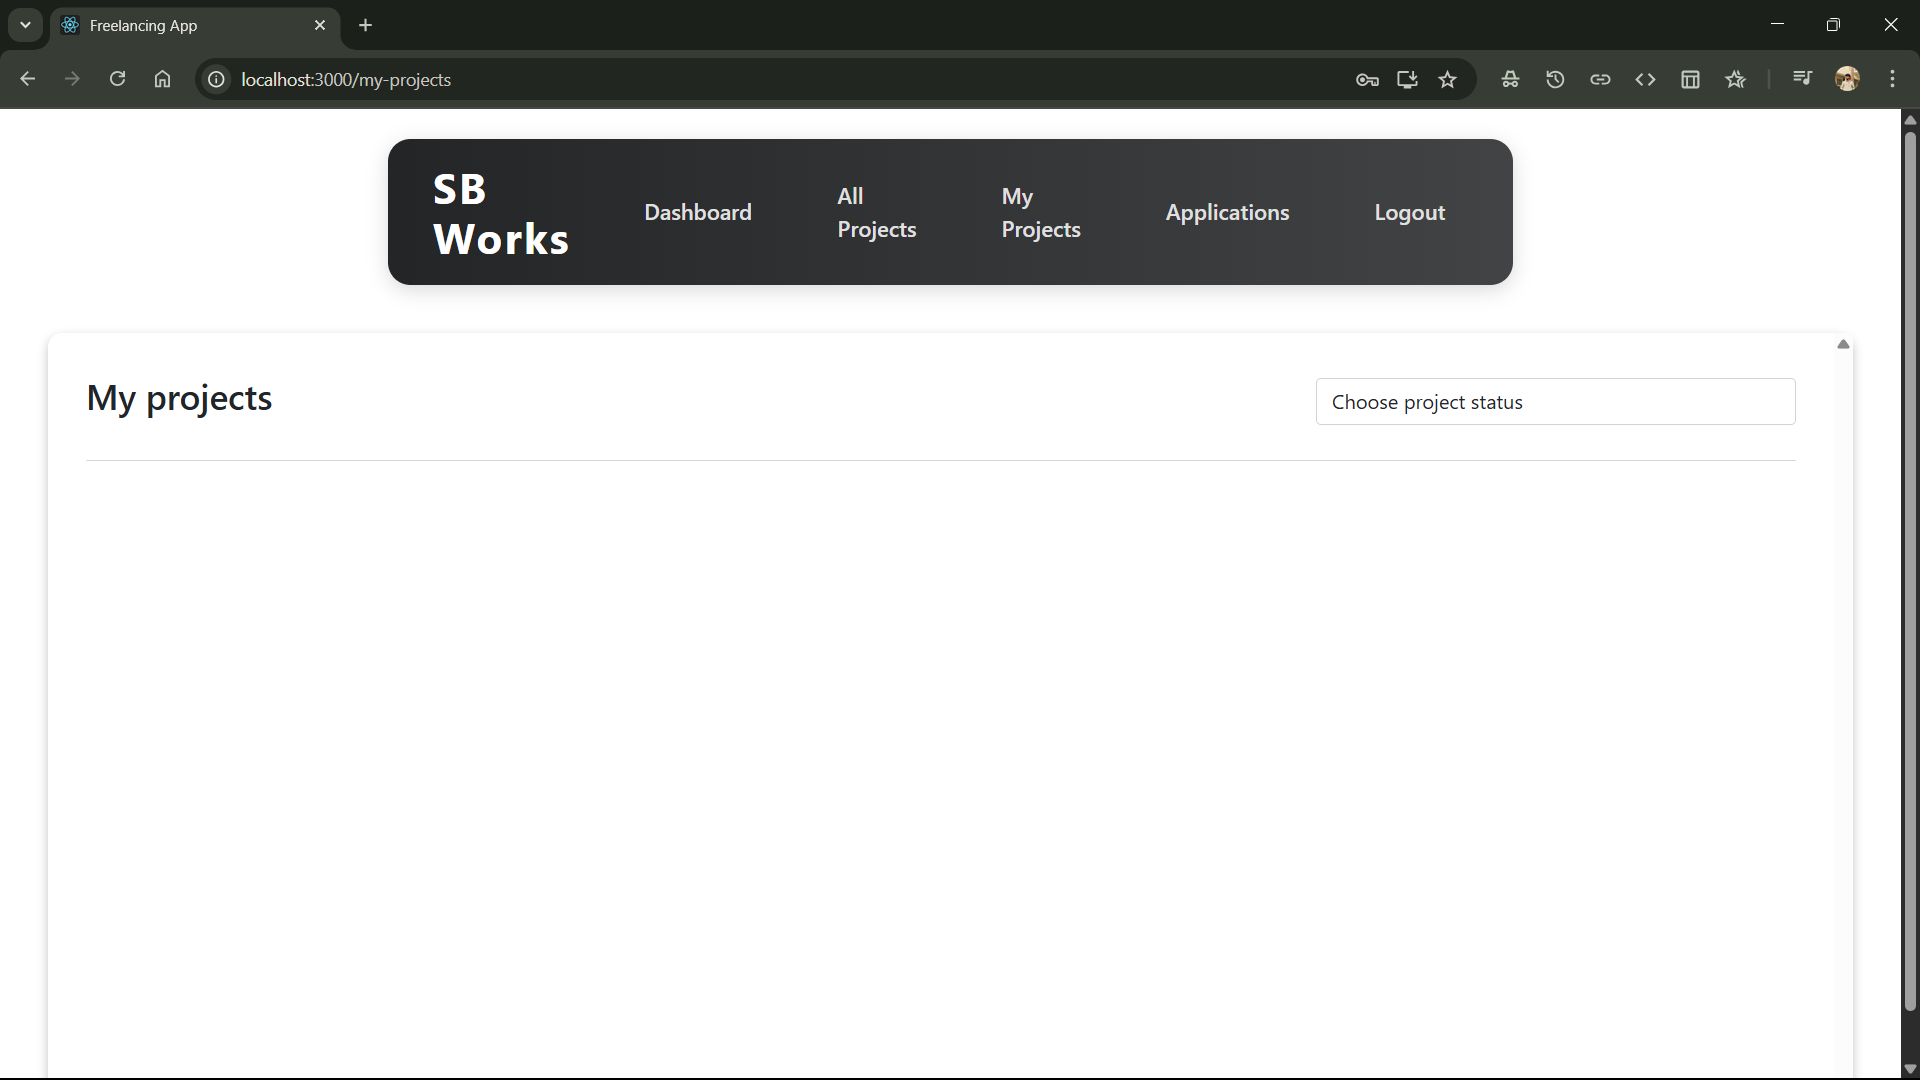 Freelancing App
localhost:3000/my-projects
SB
Works
Dashboard
All
Projects
My
Projects
Applications
Logout
My projects
Choose project status